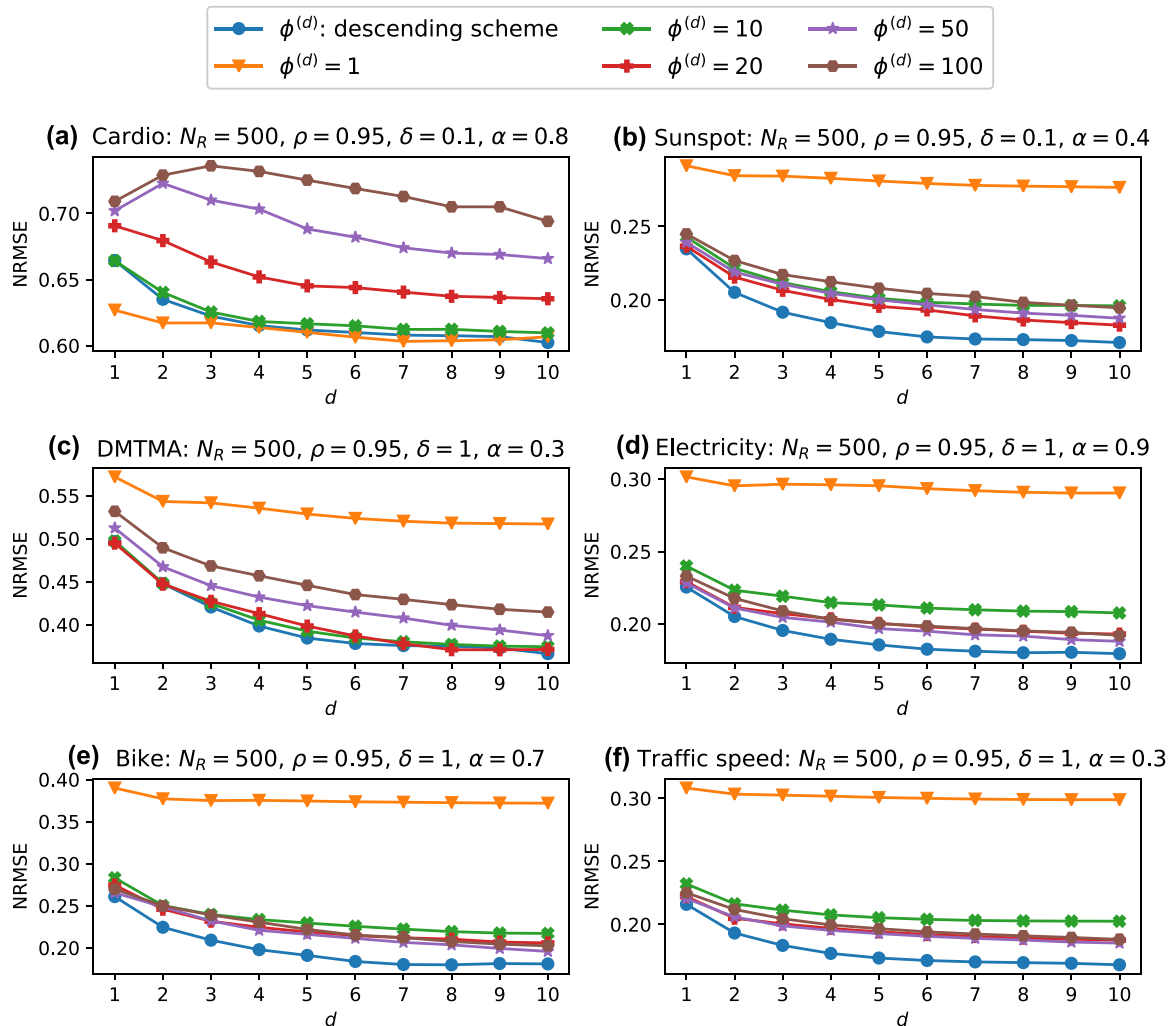 ϕ^(d): descending scheme ϕ^(d) = 10 ϕ^(d) = 50
ϕ^(d) = 1 ϕ^(d) = 20 ϕ^(d) = 100
(a) Cardio: N_R = 500, ρ = 0.95, δ = 0.1, α = 0.8
NRMSE
0.70
0.65
0.60
1 2 3 4 5 6 7 8 9 10
d
(b) Sunspot: N_R = 500, ρ = 0.95, δ = 0.1, α = 0.4
NRMSE
0.25
0.20
1 2 3 4 5 6 7 8 9 10
d
(c) DMTMA: N_R = 500, ρ = 0.95, δ = 1, α = 0.3
NRMSE
0.55
0.50
0.45
0.40
1 2 3 4 5 6 7 8 9 10
d
(d) Electricity: N_R = 500, ρ = 0.95, δ = 1, α = 0.9
NRMSE
0.30
0.25
0.20
1 2 3 4 5 6 7 8 9 10
d
(e) Bike: N_R = 500, ρ = 0.95, δ = 1, α = 0.7
NRMSE
0.40
0.35
0.30
0.25
0.20
1 2 3 4 5 6 7 8 9 10
d
(f) Traffic speed: N_R = 500, ρ = 0.95, δ = 1, α = 0.3
NRMSE
0.30
0.25
0.20
1 2 3 4 5 6 7 8 9 10
d